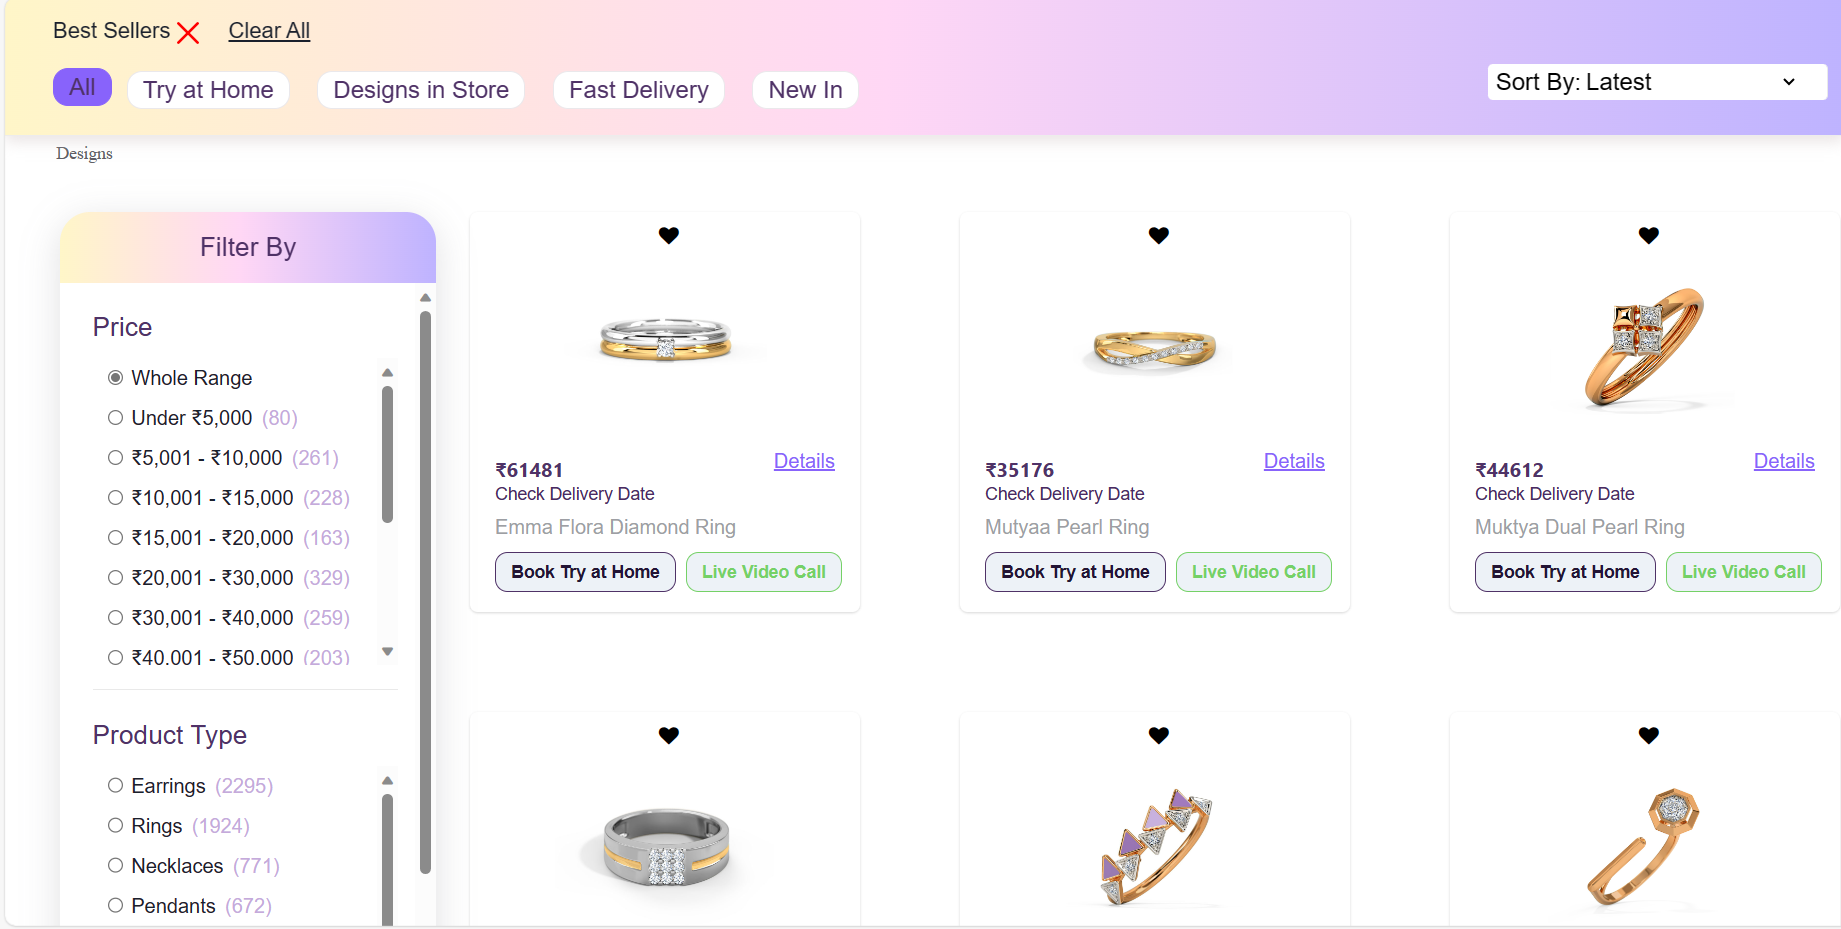 Best Sellers Clear All
All Try at Home Designs in Store Fast Delivery New In
Sort By: Latest
Designs
Filter By
Price
Whole Range
Under ₹5,000 (80)
₹5,001 - ₹10,000 (261)
₹10,001 - ₹15,000 (228)
₹15,001 - ₹20,000 (163)
₹20,001 - ₹30,000 (329)
₹30,001 - ₹40,000 (259)
₹40,001 - ₹50,000 (203)
Product Type
Earrings (2295)
Rings (1924)
Necklaces (771)
Pendants (672)
₹61481 Details
Check Delivery Date
Emma Flora Diamond Ring
Book Try at Home Live Video Call
₹35176 Details
Check Delivery Date
Mutyaa Pearl Ring
Book Try at Home Live Video Call
₹44612 Details
Check Delivery Date
Muktya Dual Pearl Ring
Book Try at Home Live Video Call